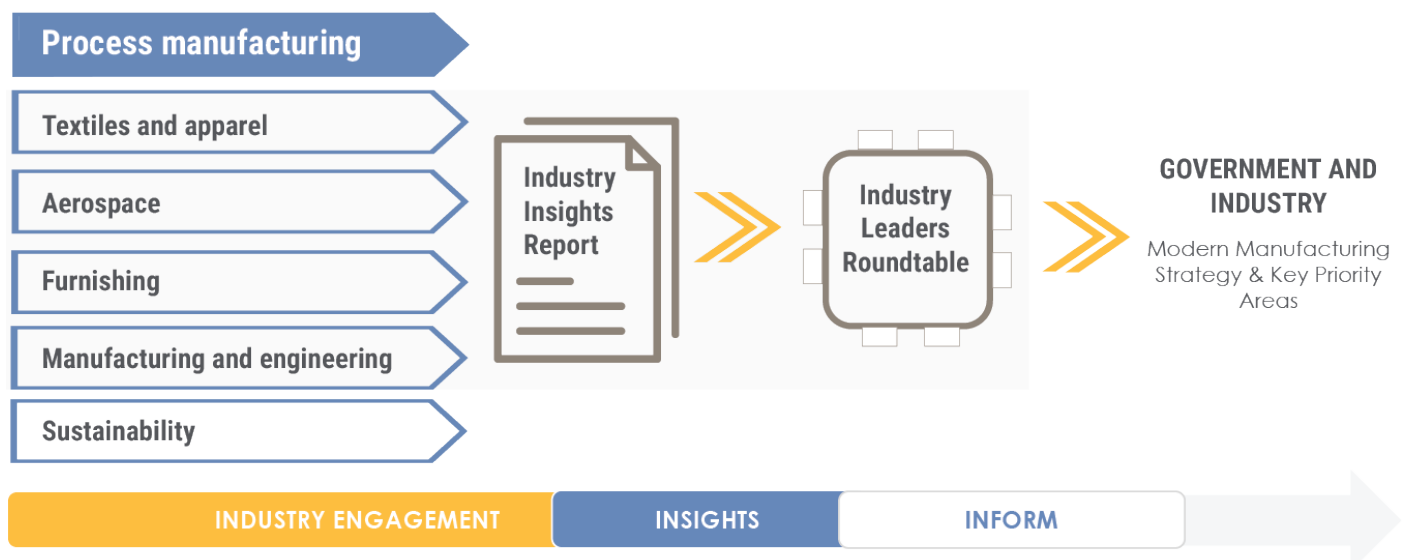 Process manufacturing
Textiles and apparel
Aerospace
Furnishing
Manufacturing and engineering
Sustainability
Industry
Insights
Report
Industry
Leaders
Roundtable
GOVERNMENT AND
INDUSTRY
Modern Manufacturing
Strategy & Key Priority
Areas
INDUSTRY ENGAGEMENT
INSIGHTS
INFORM